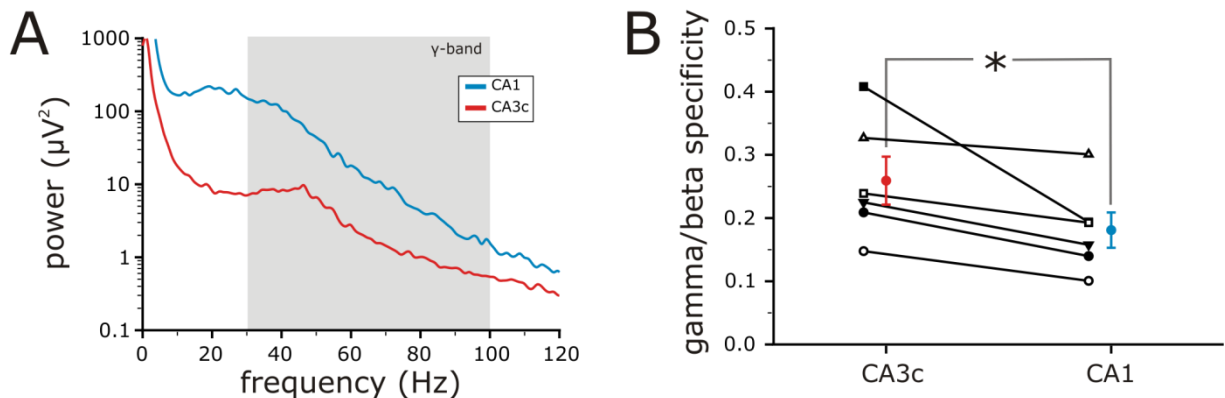 A
power (µV²)
1000
100
10
1
0.1
γ-band
CA1
CA3c
0 20 40 60 80 100 120
frequency (Hz)
B
gamma/beta specificity
0.5
0.4
0.3
0.2
0.1
0.0
*
CA3c CA1